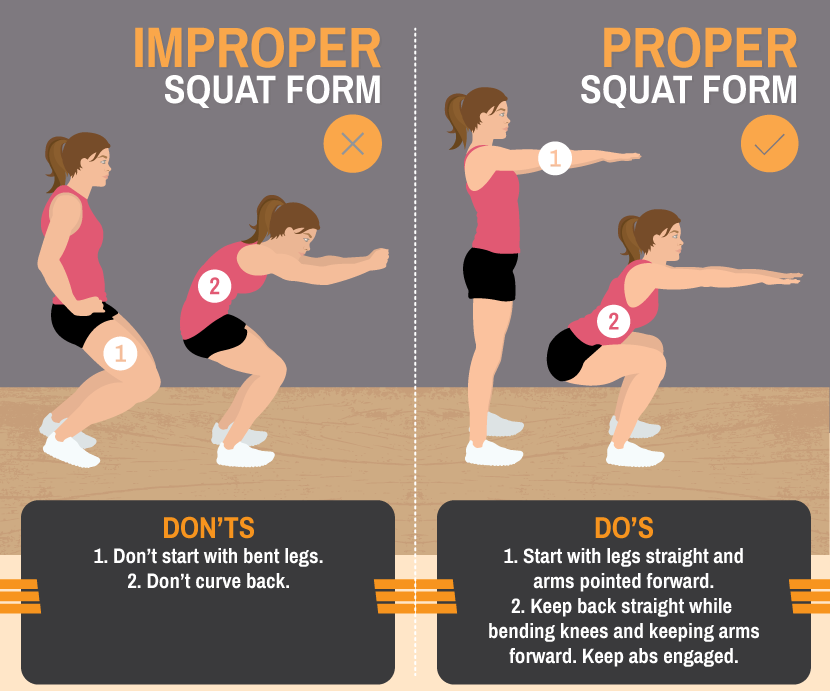 IMPROPER
SQUAT FORM
1
2
DON'TS
1. Don't start with bent legs.
2. Don't curve back.
PROPER
SQUAT FORM
1
2
DO'S
1. Start with legs straight and
arms pointed forward.
2. Keep back straight while
bending knees and keeping arms
forward. Keep abs engaged.